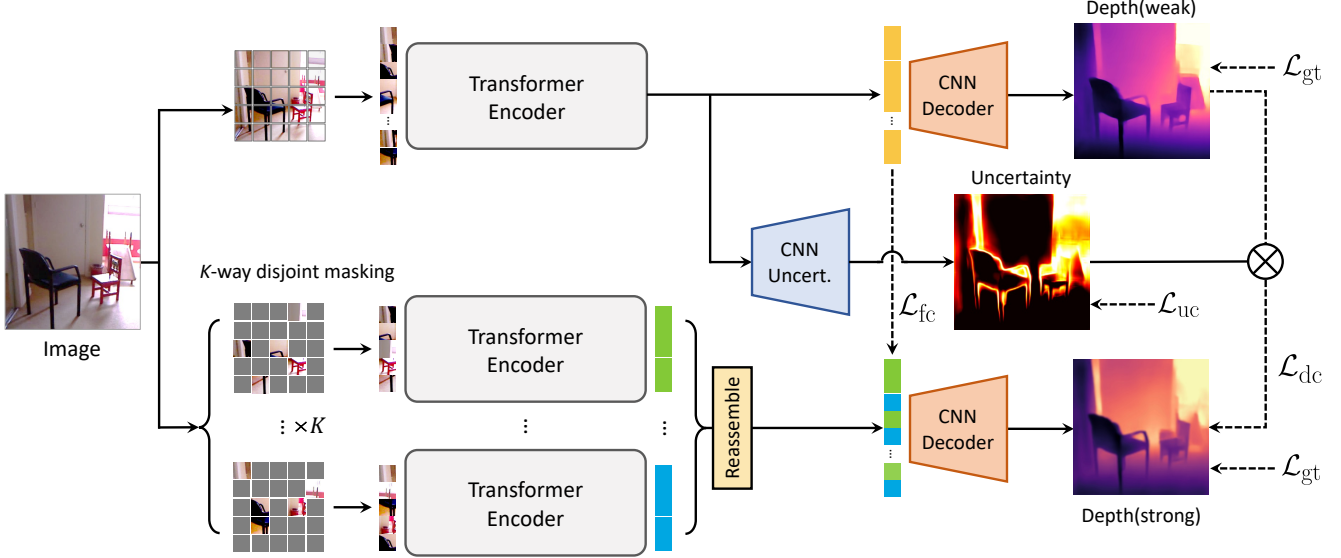 Depth(weak)
Transformer
Encoder
⋮
CNN
Decoder
⋮
ℒgt
Uncertainty
CNN
Uncert.
ℒfc
ℒuc
Image
K-way disjoint masking
Transformer
Encoder
⋮ × K
⋮
⋮
Reassemble
CNN
Decoder
⋮
ℒdc
Transformer
Encoder
ℒgt
Depth(strong)